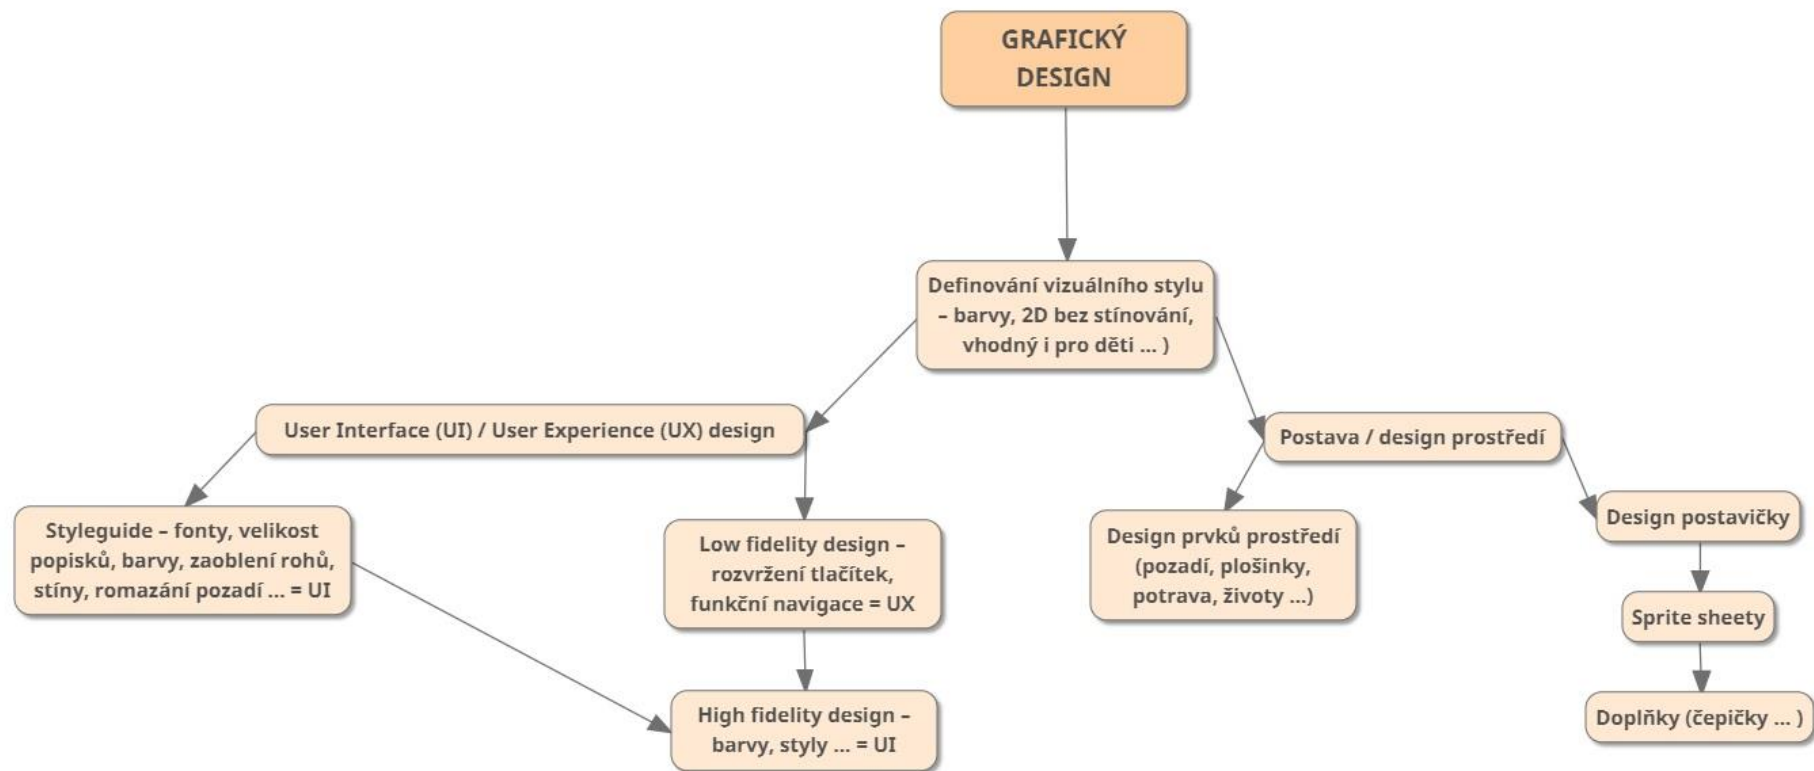 GRAFICKÝ
DESIGN
Definování vizuálního stylu
– barvy, 2D bez stínování,
vhodný i pro děti ... )
User Interface (UI) / User Experience (UX) design
Postava / design prostředí
Styleguide – fonty, velikost
popisků, barvy, zaoblení rohů,
stíny, romazání pozadí ... = UI
Low fidelity design –
rozvržení tlačítek,
funkční navigace = UX
High fidelity design –
barvy, styly ... = UI
Design prvků prostředí
(pozadí, plošinky,
potrava, životy ...)
Design postavičky
Sprite sheety
Doplňky (čepičky ... )